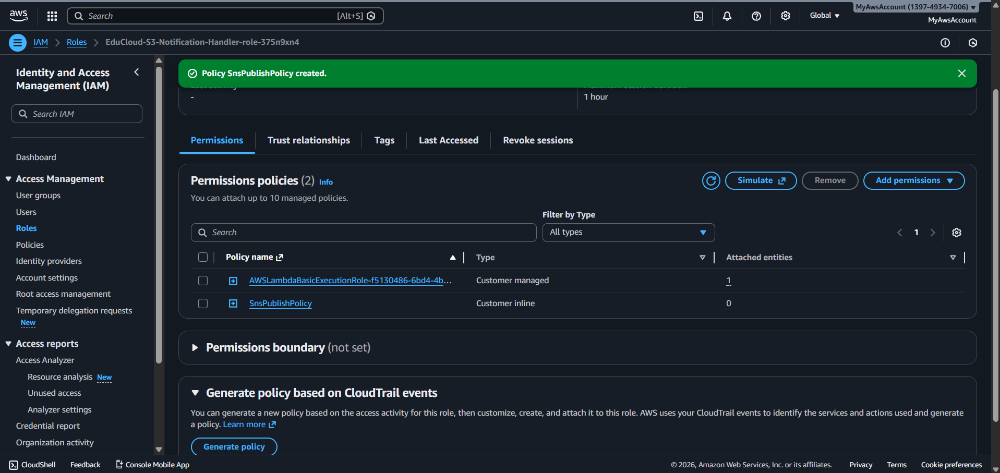 aws
Search
[Alt+S]
Global
MyAwsAccount (1397-4934-7006)
MyAwsAccount
IAM
Roles
EduCloud-S3-Notification-Handler-role-375n9xn4
Identity and Access
Management (IAM)
Search IAM
Dashboard
Access Management
User groups
Users
Roles
Policies
Identity providers
Account settings
Root access management
Temporary delegation requests
New
Access reports
Access Analyzer
Resource analysis New
Unused access
Analyzer settings
Credential report
Organization activity
Policy SnsPublishPolicy created.
Last activity
-
Maximum session duration
1 hour
Permissions
Trust relationships
Tags
Last Accessed
Revoke sessions
Permissions policies (2) Info
You can attach up to 10 managed policies.
Simulate
Remove
Add permissions
Filter by Type
Search
All types
1
Policy name
Type
Attached entities
AWSLambdaBasicExecutionRole-f5130486-6bd4-4b...
Customer managed
1
SnsPublishPolicy
Customer inline
0
Permissions boundary (not set)
Generate policy based on CloudTrail events
You can generate a new policy based on the access activity for this role, then customize, create, and attach it to this role. AWS uses your CloudTrail events to identify the services and actions used and generate
a policy. Learn more
Generate policy
CloudShell
Feedback
Console Mobile App
© 2026, Amazon Web Services, Inc. or its affiliates.
Privacy
Terms
Cookie preferences